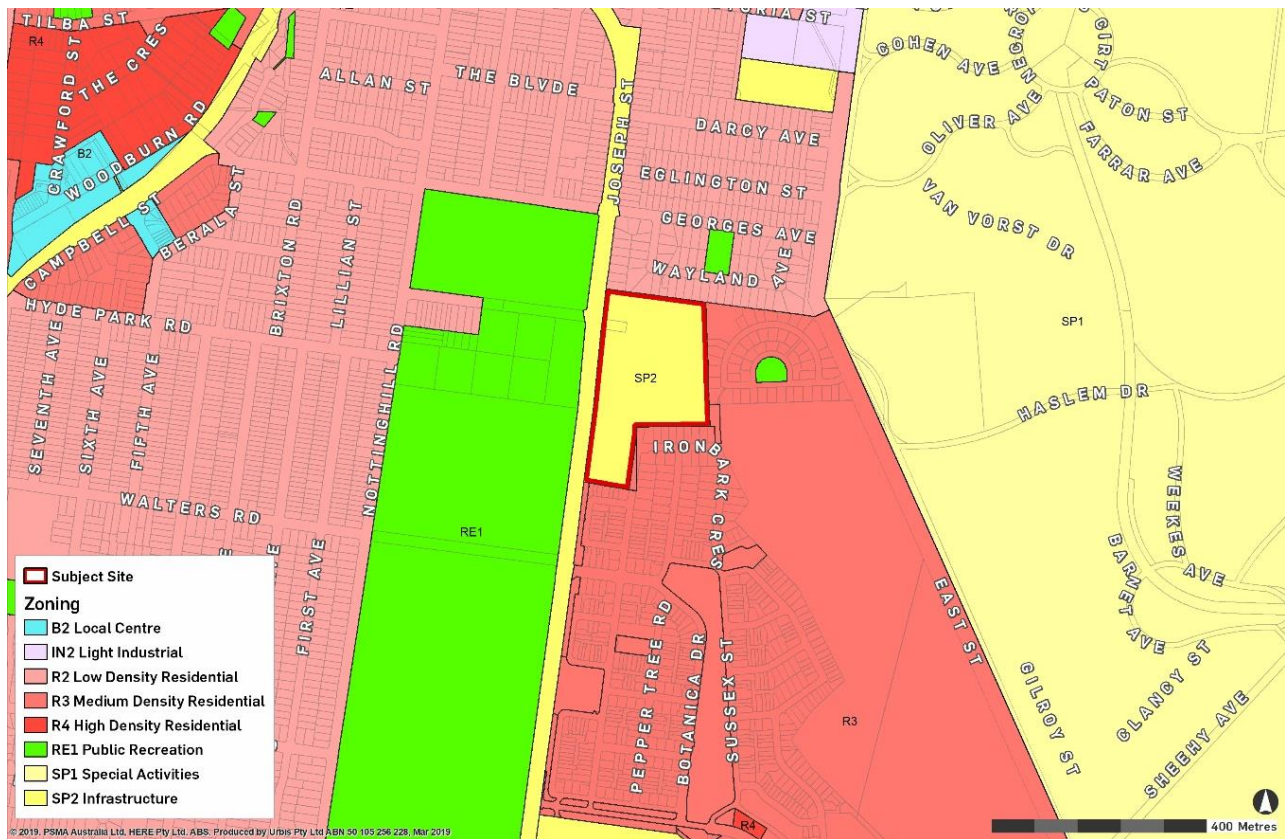 TILBA ST
R4
CRAWFORD ST
THE CRES
ALLAN ST
THE BLVDE
JOSEPH ST
COHEN AVE
PATON ST
OLIVER AVE
FARRAR AVE
DARCY AVE
B2
WOODBURN RD
EGLINGTON ST
VAN VORST DR
CAMPBELL ST
BERALA ST
BRIXTON RD
LILLIAN ST
GEORGES AVE
WAYLAND AVE
HYDE PARK RD
SP1
NOTTINGHILL RD
SEVENTH AVE
SIXTH AVE
FIFTH AVE
SP2
HASLEM DR
IRONBARK CRES
WEEKES AVE
WALTERS RD
RE1
FIRST AVE
BARNET AVE
EAST ST
PEPPER TREE RD
BOTANICA DR
SUSSEX ST
GILROY ST
CLANCY ST
SHEEHY AVE
R3
R4
Subject Site
Zoning
B2 Local Centre
IN2 Light Industrial
R2 Low Density Residential
R3 Medium Density Residential
R4 High Density Residential
RE1 Public Recreation
SP1 Special Activities
SP2 Infrastructure
© 2019. PSMA Australia Ltd, HERE Pty Ltd. ABS. Produced by Urbis Pty Ltd ABN 50 105 256 228, Mar 2019
400 Metres